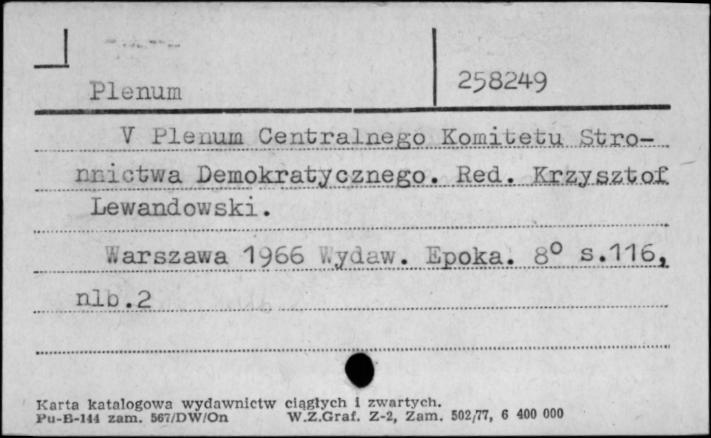 Plenum 258249
V Plenum Centralnego Komitetu Stro-
nnictwa Demokratycznego. Red. Krzysztof
Lewandowski.
Warszawa 1966 Wydaw. Epoka. 8° s.116,
nlb.2
Karta katalogowa wydawnictw ciągłych i zwartych.
Pu-B-144 zam. 567/DW/On W.Z.Graf. Z-2, Zam. 502/77, 6 400 000